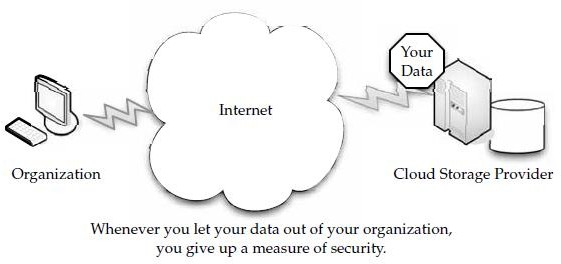 Your
Data
Internet
Organization
Cloud Storage Provider
Whenever you let your data out of your organization,
you give up a measure of security.